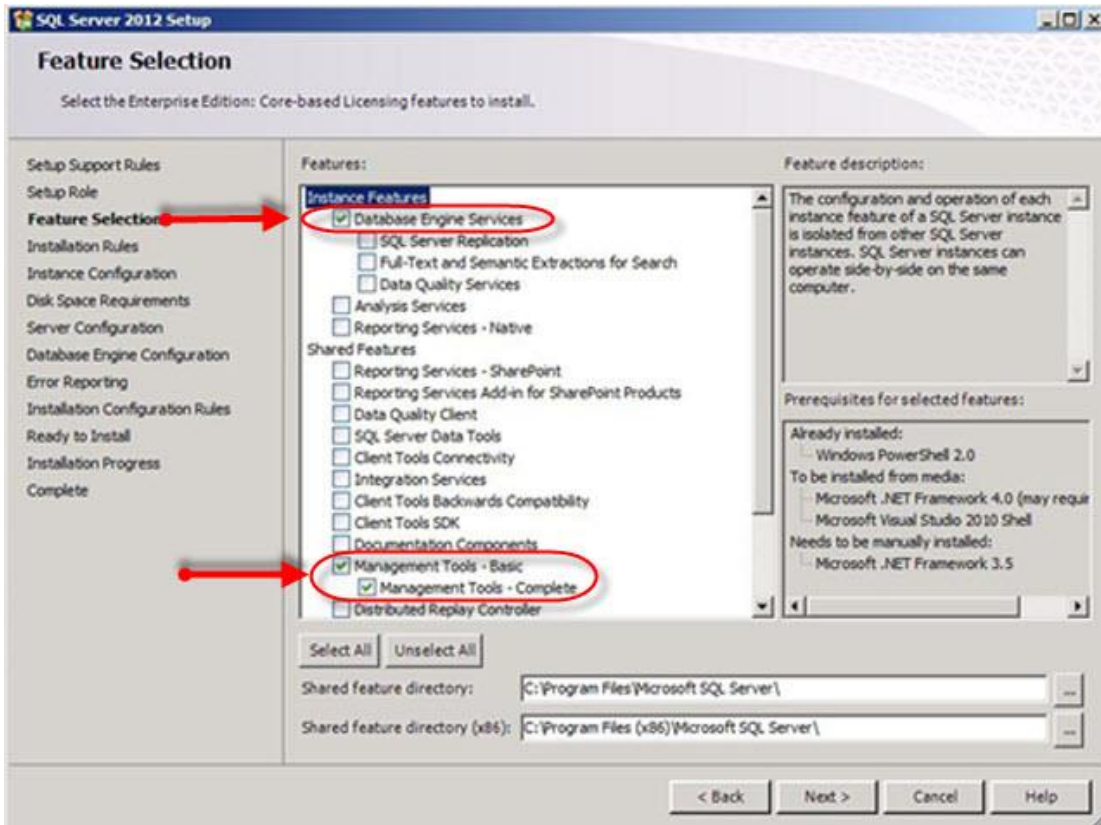 SQL Server 2012 Setup
Feature Selection
Select the Enterprise Edition: Core-based Licensing features to install.
Setup Support Rules
Setup Role
Feature Selection
Installation Rules
Instance Configuration
Disk Space Requirements
Server Configuration
Database Engine Configuration
Error Reporting
Installation Configuration Rules
Ready to Install
Installation Progress
Complete
Features:
Instance Features
Database Engine Services
SQL Server Replication
Full-Text and Semantic Extractions for Search
Data Quality Services
Analysis Services
Reporting Services - Native
Shared Features
Reporting Services - SharePoint
Reporting Services Add-in for SharePoint Products
Data Quality Client
SQL Server Data Tools
Client Tools Connectivity
Integration Services
Client Tools Backwards Compatibility
Client Tools SDK
Documentation Components
Management Tools - Basic
Management Tools - Complete
Distributed Replay Controller
Feature description:
The configuration and operation of each
instance feature of a SQL Server instance
is isolated from other SQL Server
instances. SQL Server instances can
operate side-by-side on the same
computer.
Prerequisites for selected features:
Already installed:
Windows PowerShell 2.0
To be installed from media:
Microsoft .NET Framework 4.0 (may requir
Microsoft Visual Studio 2010 Shell
Needs to be manually installed:
Microsoft .NET Framework 3.5
Select All
Unselect All
Shared feature directory:
C:\Program Files\Microsoft SQL Server\
...
Shared feature directory (x86):
C:\Program Files (x86)\Microsoft SQL Server\
...
< Back
Next >
Cancel
Help